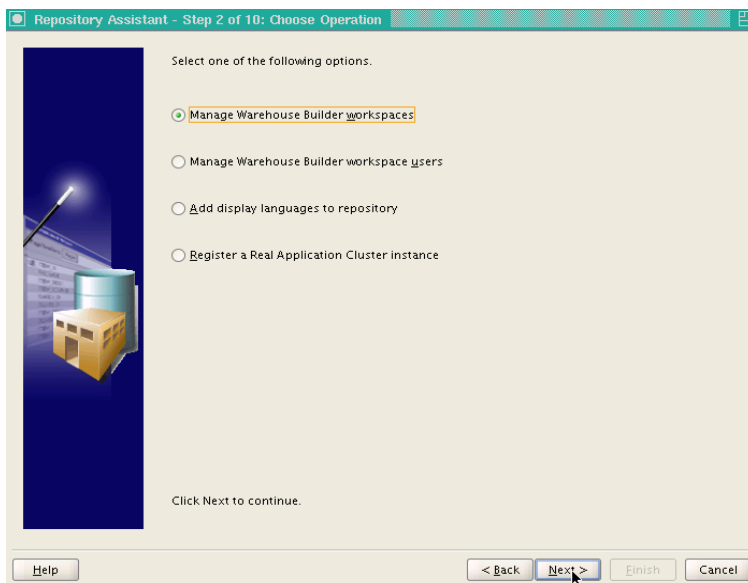 Repository Assistant - Step 2 of 10: Choose Operation
Select one of the following options.
Manage Warehouse Builder workspaces
Manage Warehouse Builder workspace users
Add display languages to repository
Register a Real Application Cluster instance
Click Next to continue.
Help
< Back
Next >
Finish
Cancel